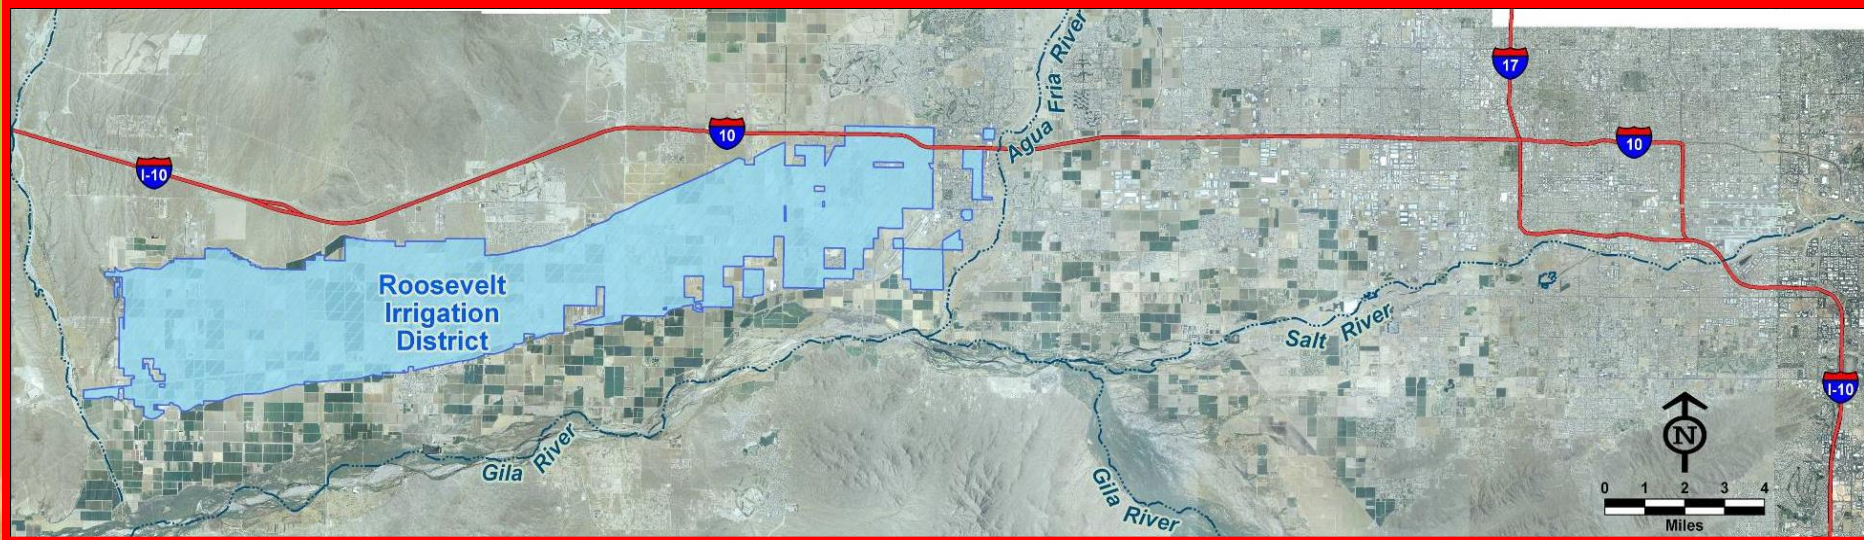 17
Agua Fria River
10
10
I-10
Roosevelt
Irrigation
District
Salt River
I-10
Gila River
Gila River
N
0 1 2 3 4
Miles